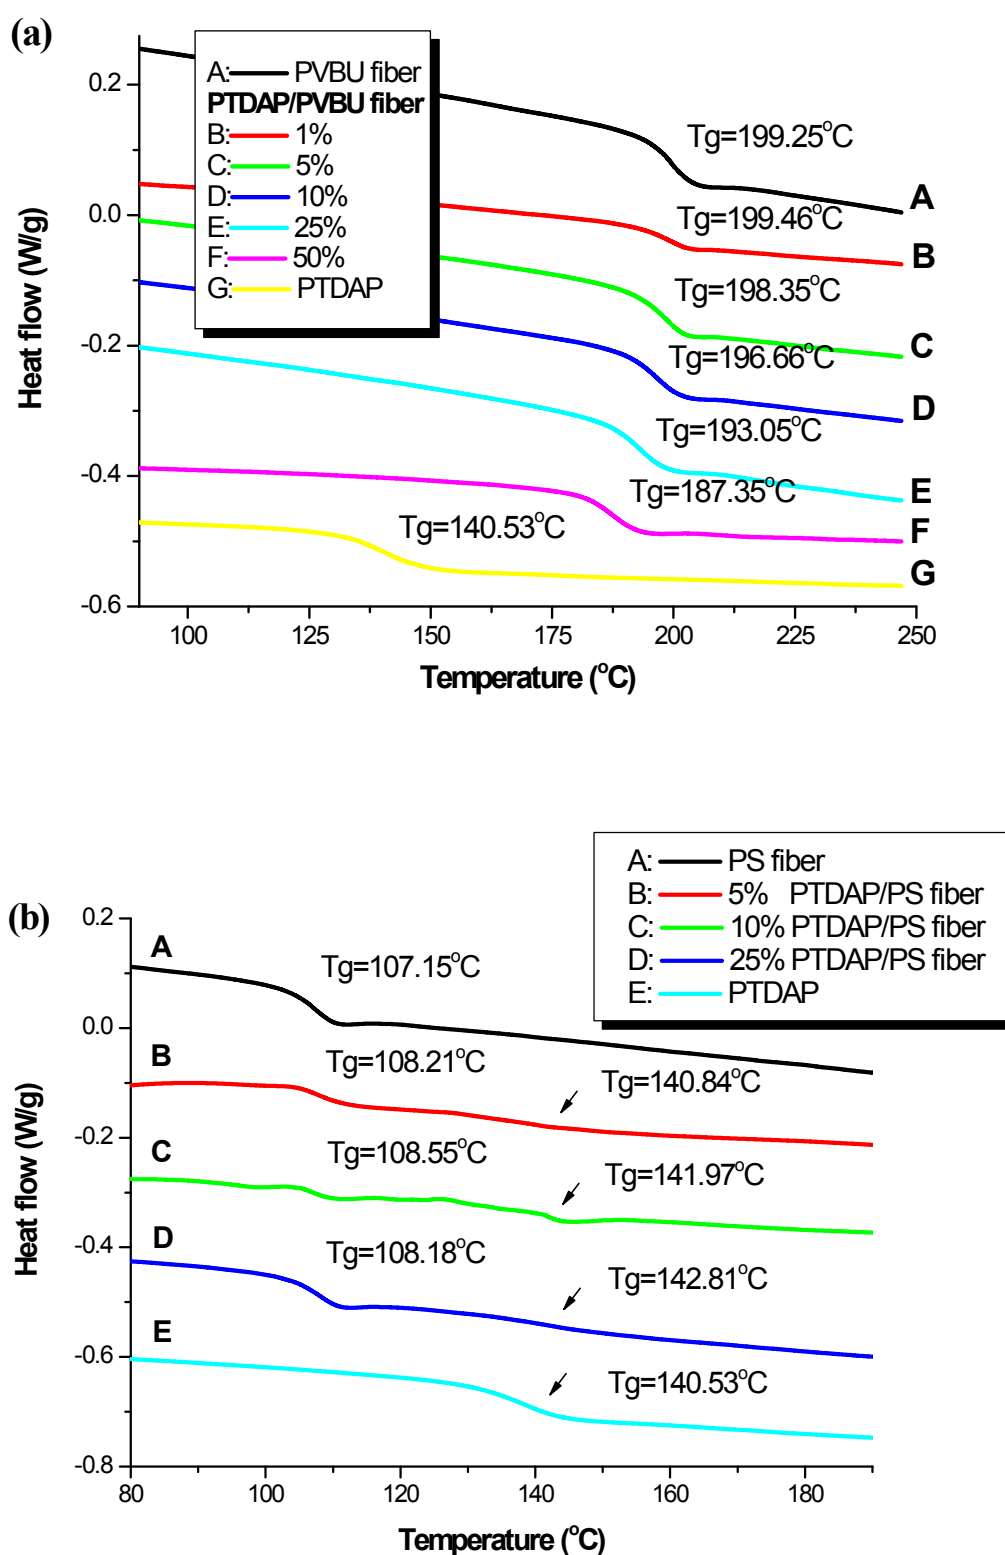 (a)
A: PVBU fiber
PTDAP/PVBU fiber
B: 1%
C: 5%
D: 10%
E: 25%
F: 50%
G: PTDAP
Tg=199.25°C
A
Tg=199.46°C
B
Tg=198.35°C
C
Tg=196.66°C
D
Tg=193.05°C
E
Tg=187.35°C
F
Tg=140.53°C
G
0.2
0.0
-0.2
-0.4
-0.6
Heat flow (W/g)
100 125 150 175 200 225 250
Temperature (°C)
A: PS fiber
B: 5% PTDAP/PS fiber
C: 10% PTDAP/PS fiber
D: 25% PTDAP/PS fiber
E: PTDAP
(b)
A
Tg=107.15°C
B
Tg=108.21°C
Tg=140.84°C
C
Tg=108.55°C
Tg=141.97°C
D
Tg=108.18°C
Tg=142.81°C
E
Tg=140.53°C
0.2
0.0
-0.2
-0.4
-0.6
-0.8
Heat flow (W/g)
80 100 120 140 160 180
Temperature (°C)